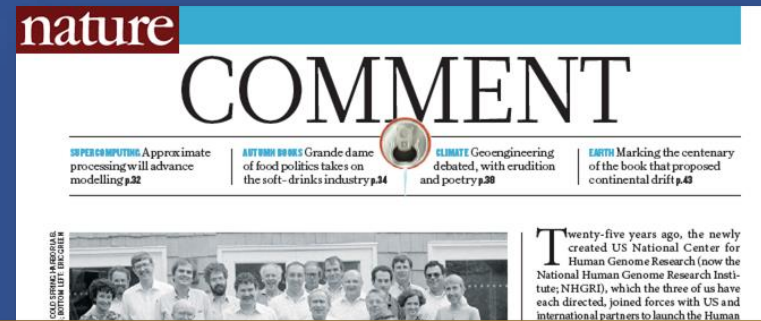 nature
COMMENT
SUPERCOMPUTING Approximate
processing will advance
modelling p.32
AUTUMN BOOKS Grande dame
of food politics takes on
the soft-drinks industry p.34
CLIMATE Geoengineering
debated, with erudition
and poetry p.38
EARTH Marking the centenary
of the book that proposed
continental drift p.43
COLD SPRING HARBOR LAB.
; BOTTOM LEFT: ERIC GREEN
Twenty-five years ago, the newly
created US National Center for
Human Genome Research (now the
National Human Genome Research Insti-
tute; NHGRI), which the three of us have
each directed, joined forces with US and
international partners to launch the Human